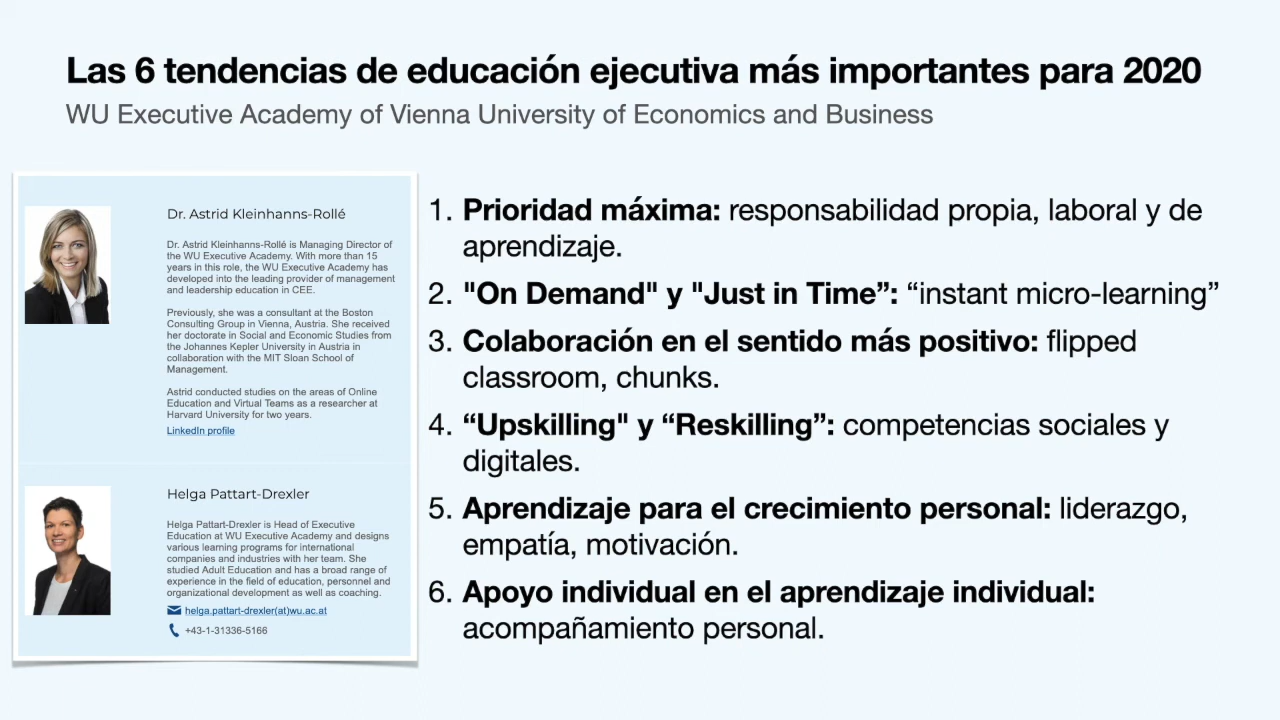 Las 6 tendencias de educación ejecutiva más importantes para 2020
WU Executive Academy of Vienna University of Economics and Business
Dr. Astrid Kleinhanns-Rollé
Dr. Astrid Kleinhanns-Rollé is Managing Director of
the WU Executive Academy. With more than 15
years in this role, the WU Executive Academy has
developed into the leading provider of management
and leadership education in CEE.
Previously, she was a consultant at the Boston
Consulting Group in Vienna, Austria. She received
her doctorate in Social and Economic Studies from
the Johannes Kepler University in Austria in
collaboration with the MIT Sloan School of
Management.
Astrid conducted studies on the areas of Online
Education and Virtual Teams as a researcher at
Harvard University for two years.
LinkedIn profile
Helga Pattart-Drexler
Helga Pattart-Drexler is Head of Executive
Education at WU Executive Academy and designs
various learning programs for international
companies and industries with her team. She
studied Adult Education and has a broad range of
experience in the field of education, personnel and
organizational development as well as coaching.
helga.pattart-drexler(at)wu.ac.at
+43-1-31336-5166
1. Prioridad máxima: responsabilidad propia, laboral y de
aprendizaje.
2. "On Demand" y "Just in Time”: “instant micro-learning”
3. Colaboración en el sentido más positivo: flipped
classroom, chunks.
4. “Upskilling" y “Reskilling”: competencias sociales y
digitales.
5. Aprendizaje para el crecimiento personal: liderazgo,
empatía, motivación.
6. Apoyo individual en el aprendizaje individual:
acompañamiento personal.